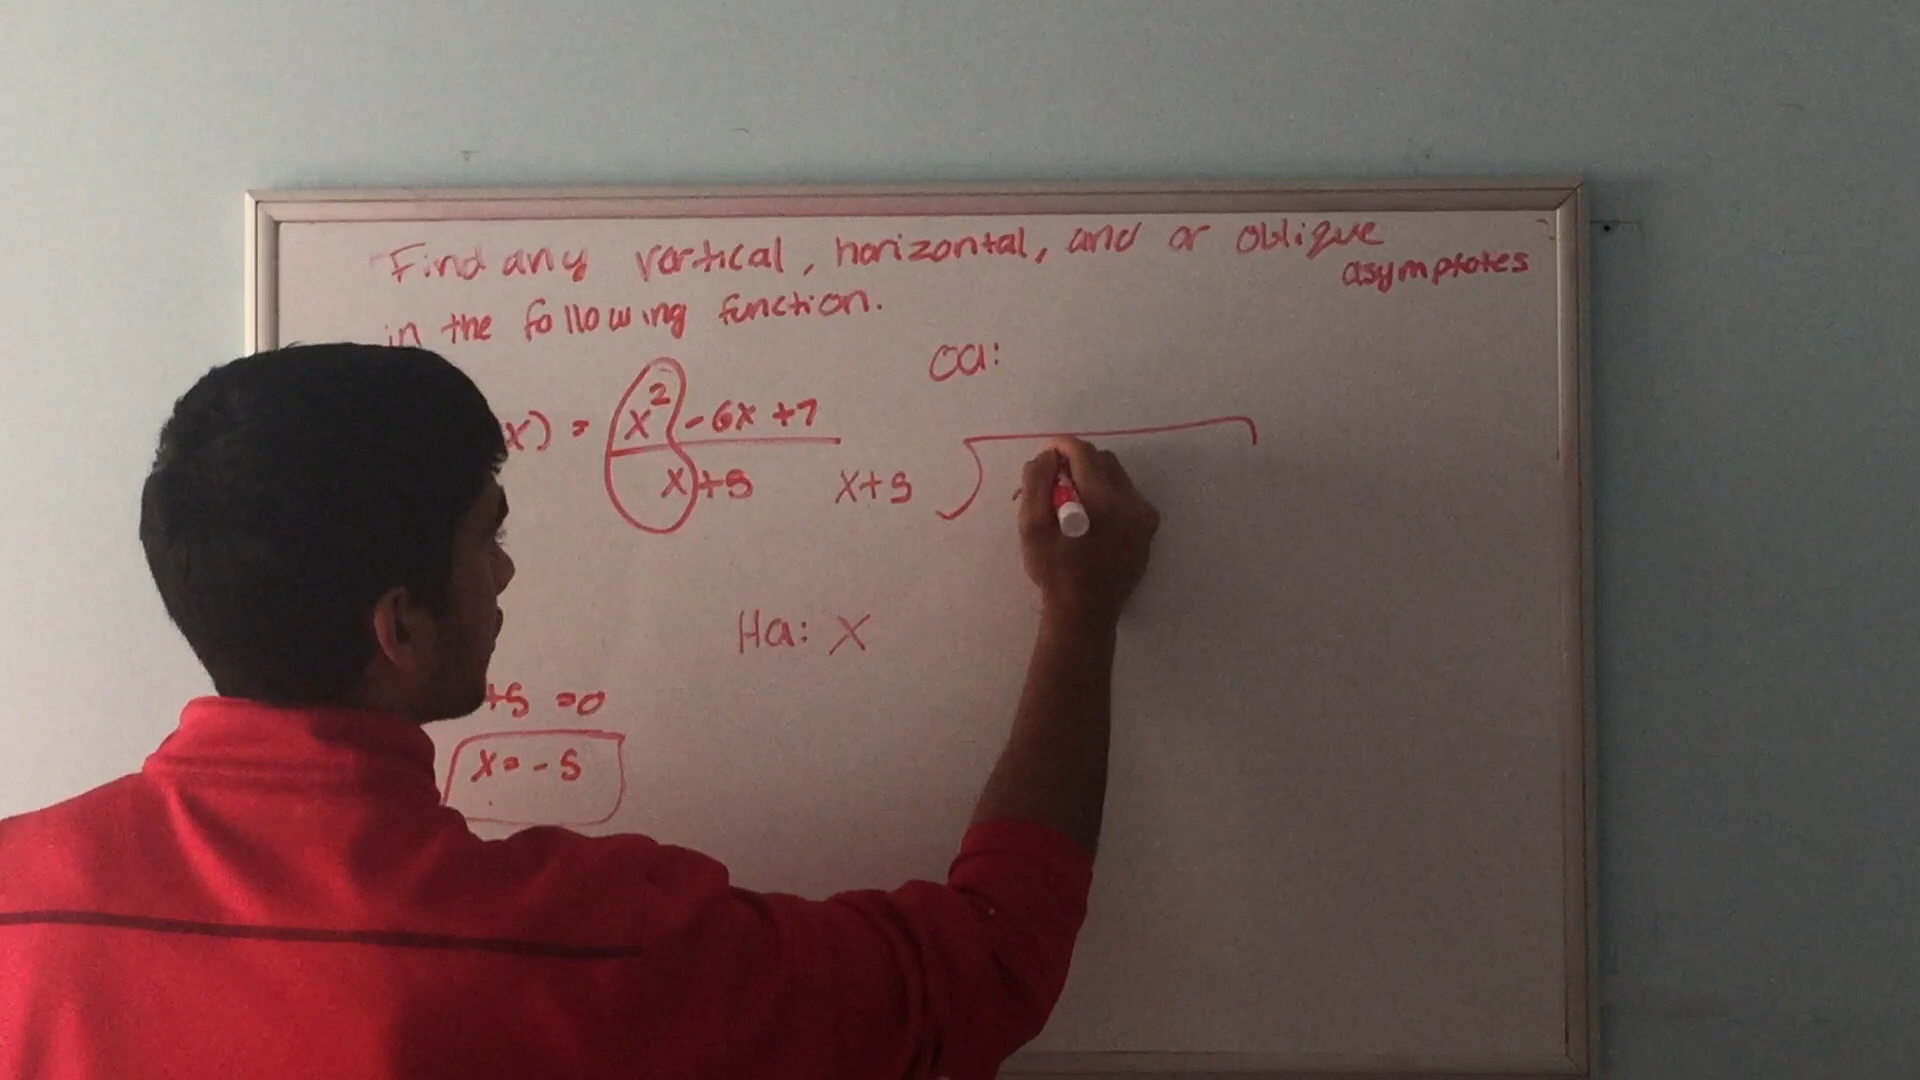 Find any vertical, horizontal, and or oblique
asymptotes
in the following function.
Oa:
x) = x² - 6x + 7
x + 5
x + 5
Ha: X
+5 = 0
x = -5